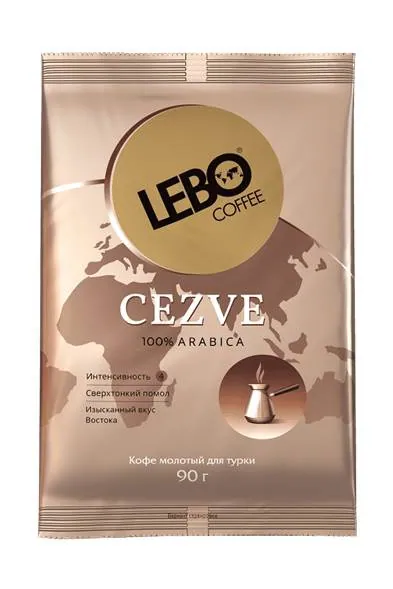 LEBO®
COFFEE
CEZVE
100% ARABICA
Интенсивность 4
Сверхтонкий помол
Изысканный вкус
Востока
Кофе молотый для турки
90 г